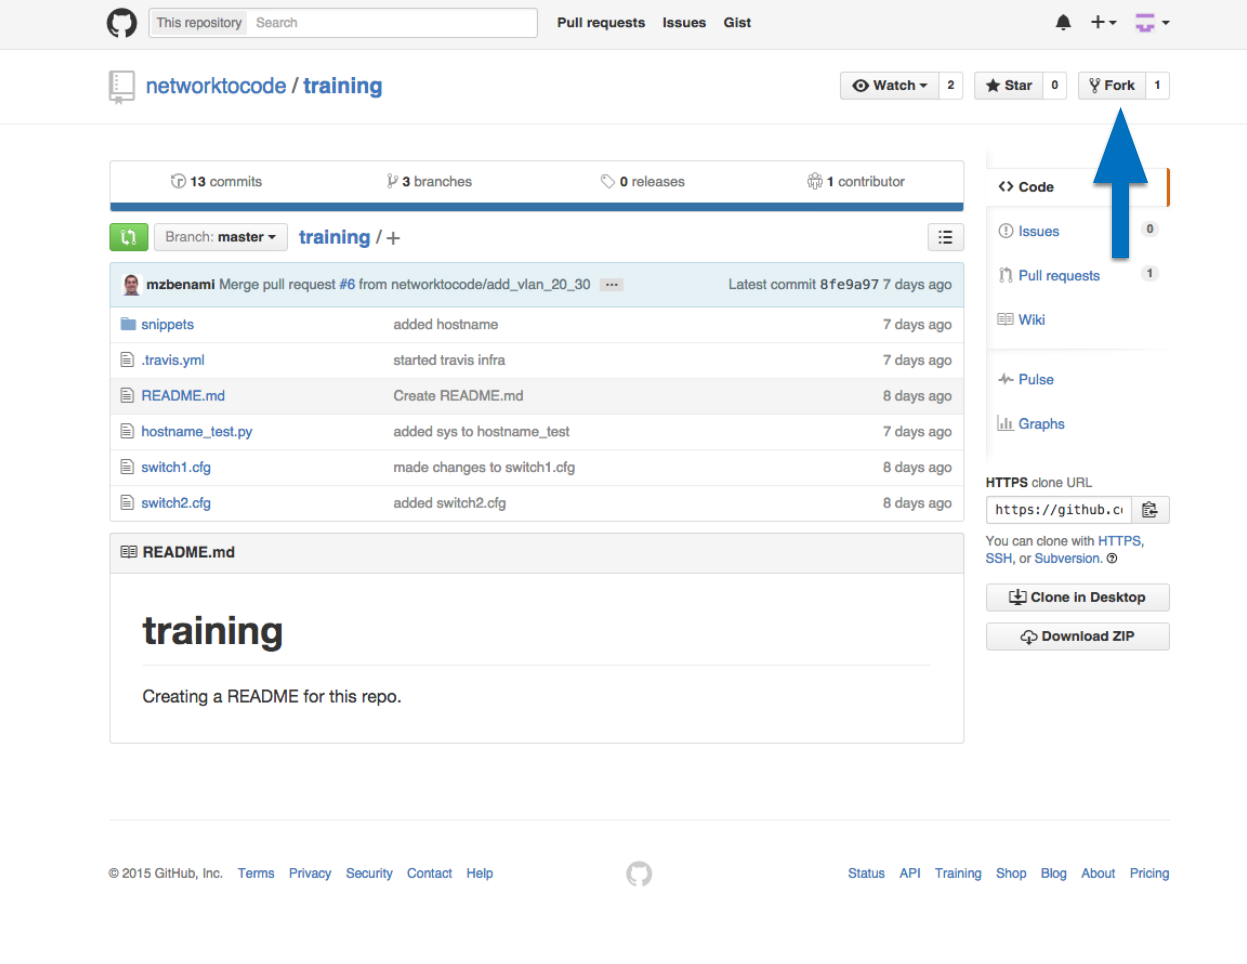 This repository Search Pull requests Issues Gist
networktocode / training Watch 2 Star 0 Fork 1
13 commits 3 branches 0 releases 1 contributor
Branch: master training / +
mzbenami Merge pull request #6 from networktocode/add_vlan_20_30 ... Latest commit 8fe9a97 7 days ago
snippets added hostname 7 days ago
.travis.yml started travis infra 7 days ago
README.md Create README.md 8 days ago
hostname_test.py added sys to hostname_test 7 days ago
switch1.cfg made changes to switch1.cfg 8 days ago
switch2.cfg added switch2.cfg 8 days ago
README.md
training
Creating a README for this repo.
<> Code
Issues 0
Pull requests 1
Wiki
Pulse
Graphs
HTTPS clone URL
https://github.c
You can clone with HTTPS,
SSH, or Subversion.
Clone in Desktop
Download ZIP
© 2015 GitHub, Inc. Terms Privacy Security Contact Help Status API Training Shop Blog About Pricing